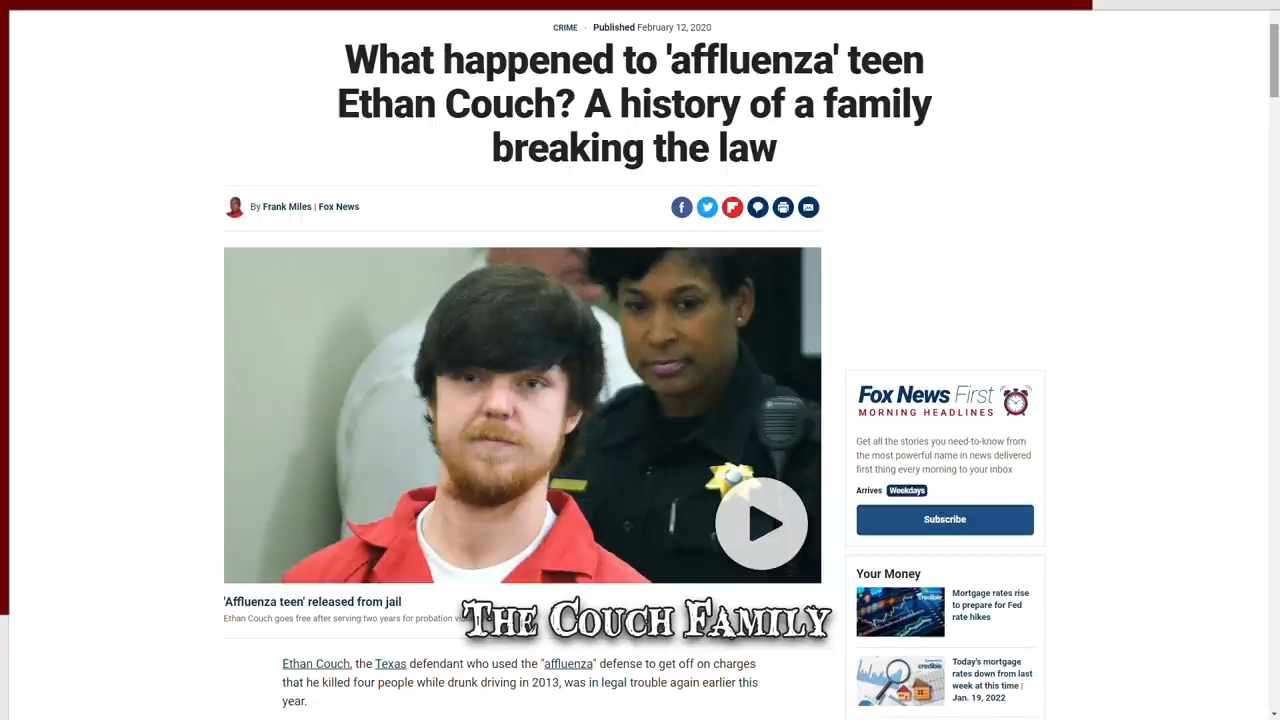 CRIME · Published February 12, 2020
What happened to 'affluenza' teen
Ethan Couch? A history of a family
breaking the law
By Frank Miles | Fox News
Fox News First
MORNING HEADLINES
Get all the stories you need-to-know from
the most powerful name in news delivered
first thing every morning to your inbox
Arrives Weekdays
Subscribe
Your Money
Mortgage rates rise
to prepare for Fed
rate hikes
Today's mortgage
rates down from last
week at this time |
Jan. 19, 2022
'Affluenza teen' released from jail
Ethan Couch goes free after serving two years for probation
THE COUCH FAMILY
Ethan Couch, the Texas defendant who used the "affluenza" defense to get off on charges
that he killed four people while drunk driving in 2013, was in legal trouble again earlier this
year.